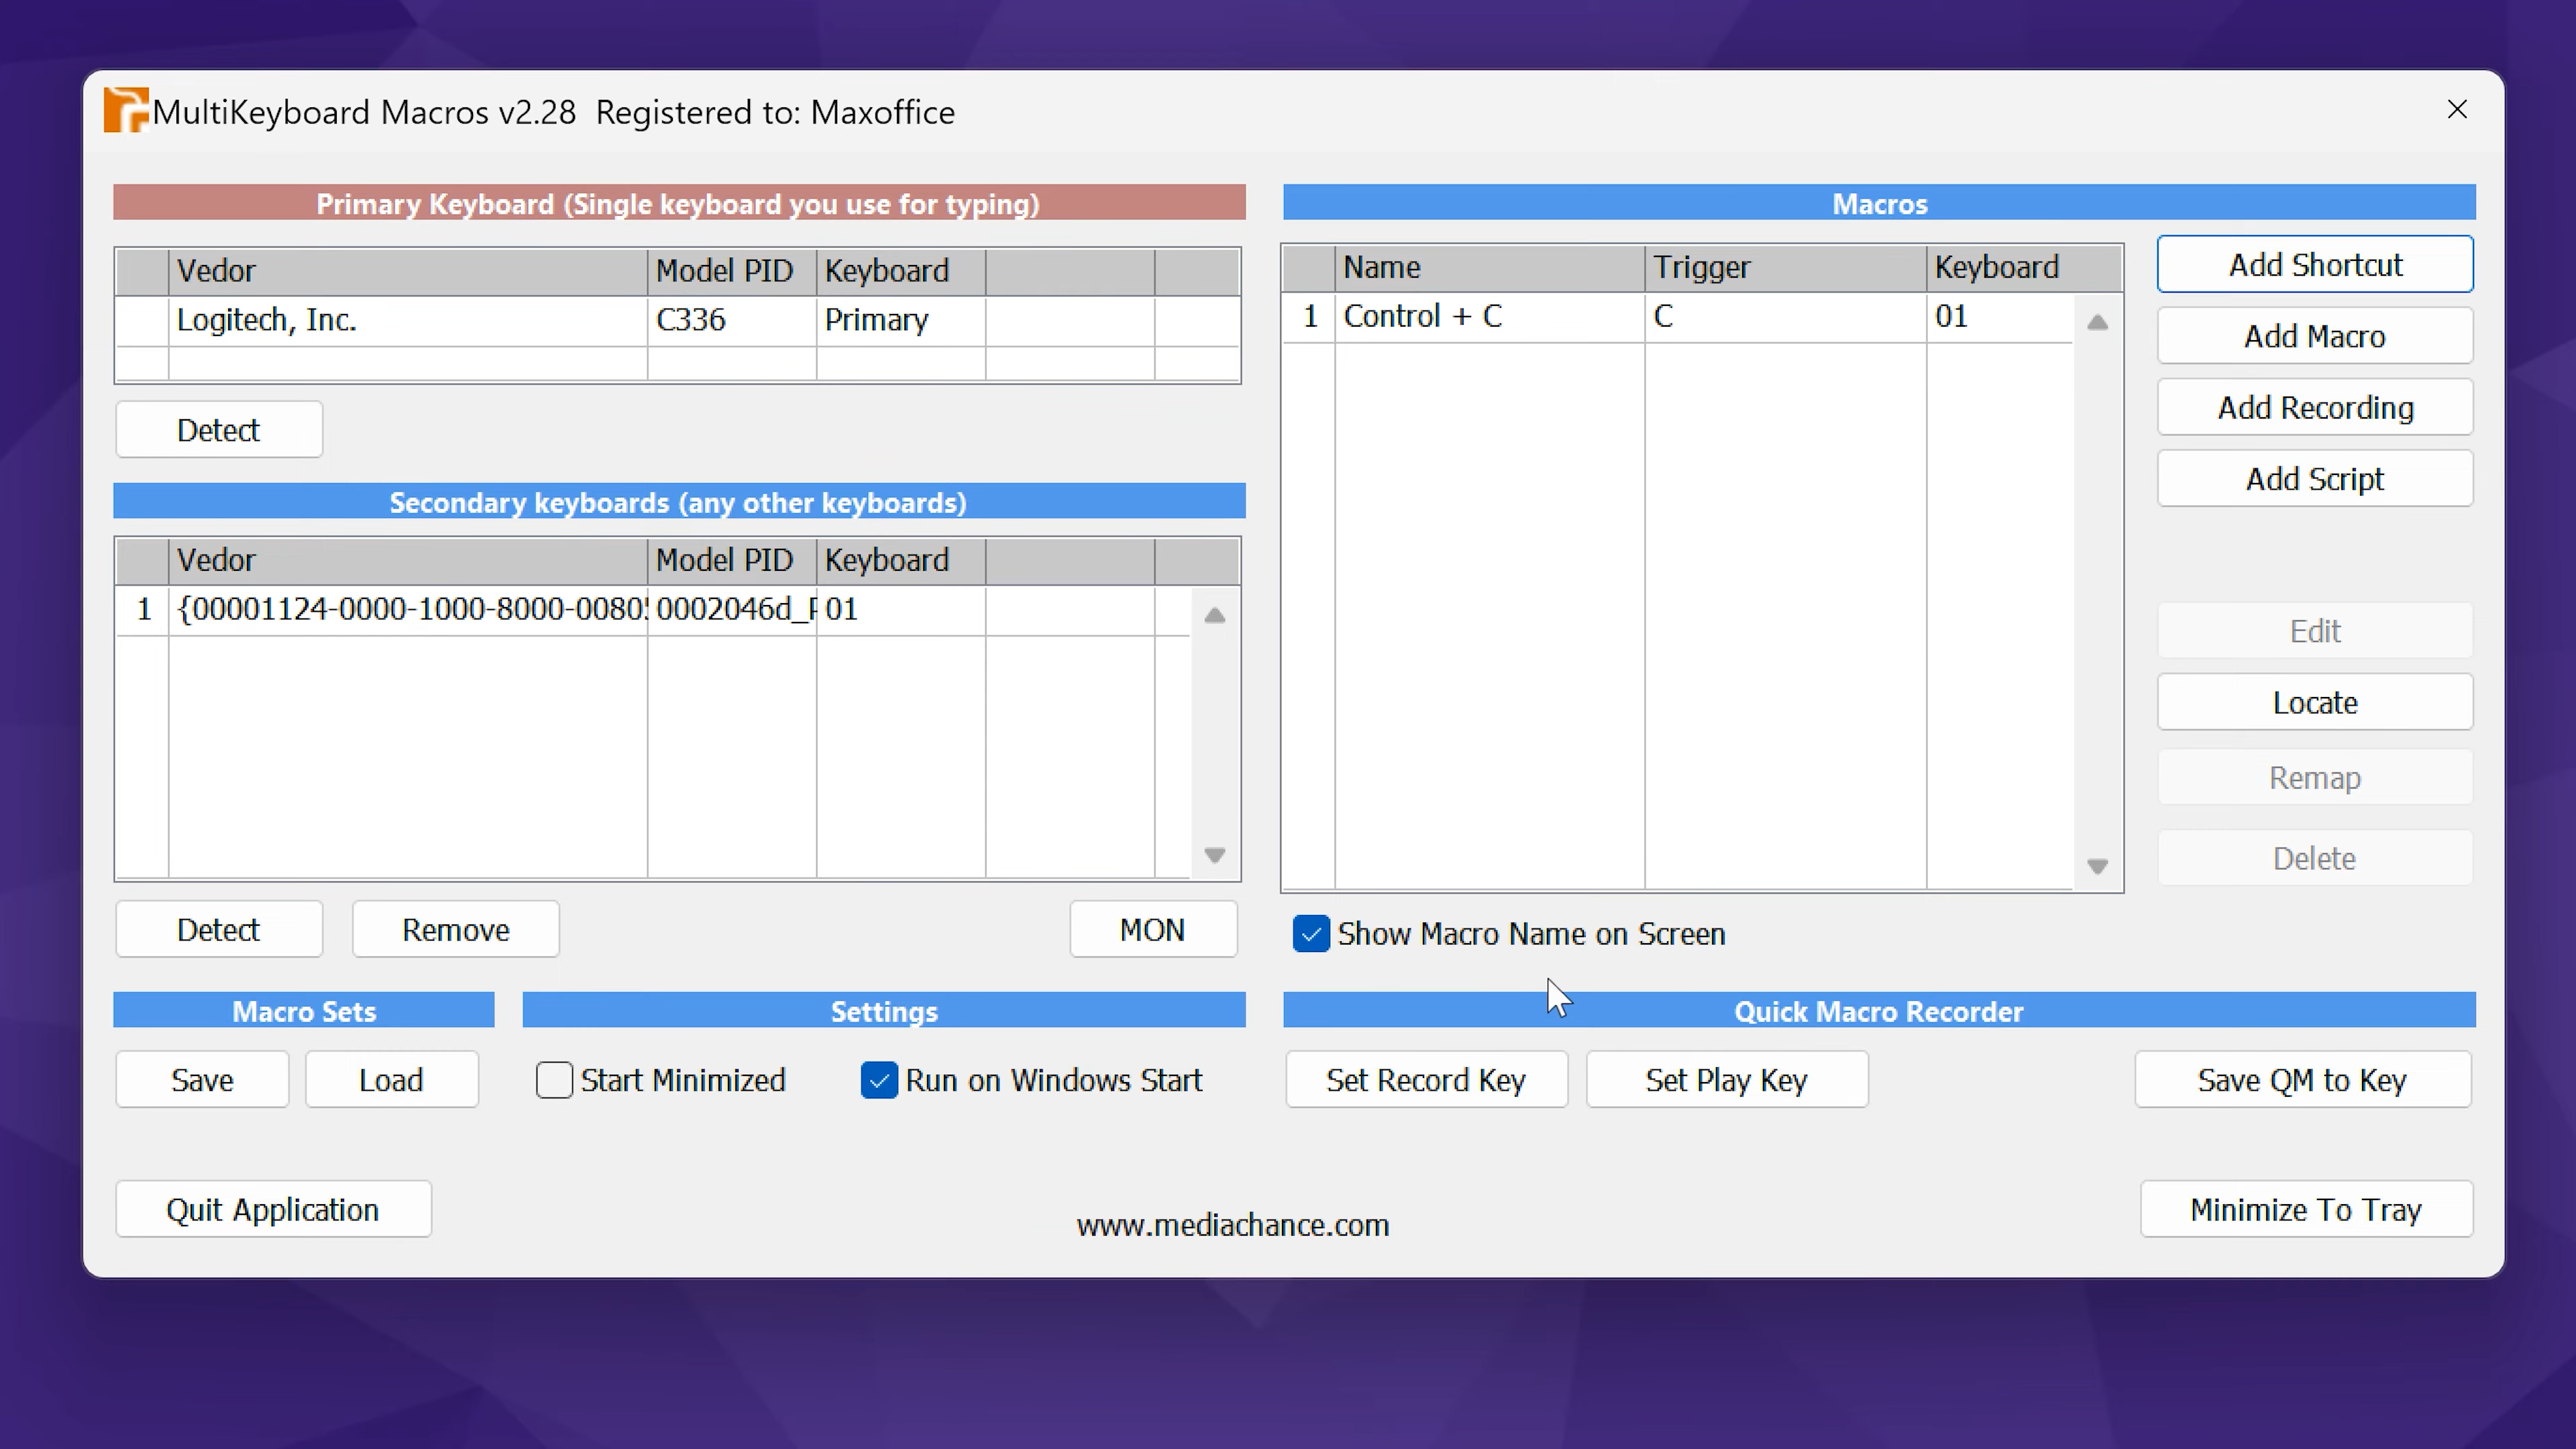 MultiKeyboard Macros v2.28  Registered to: Maxoffice
Primary Keyboard (Single keyboard you use for typing)
Vedor Model PID Keyboard
Logitech, Inc. C336 Primary
Detect
Secondary keyboards (any other keyboards)
Vedor Model PID Keyboard
1 {00001124-0000-1000-8000-0080 0002046d_ 01
Detect Remove MON
Macro Sets
Save Load
Settings
Start Minimized Run on Windows Start
Quit Application
www.mediachance.com
Macros
Name Trigger Keyboard
1 Control + C C 01
Add Shortcut
Add Macro
Add Recording
Add Script
Edit
Locate
Remap
Delete
Show Macro Name on Screen
Quick Macro Recorder
Set Record Key Set Play Key Save QM to Key
Minimize To Tray